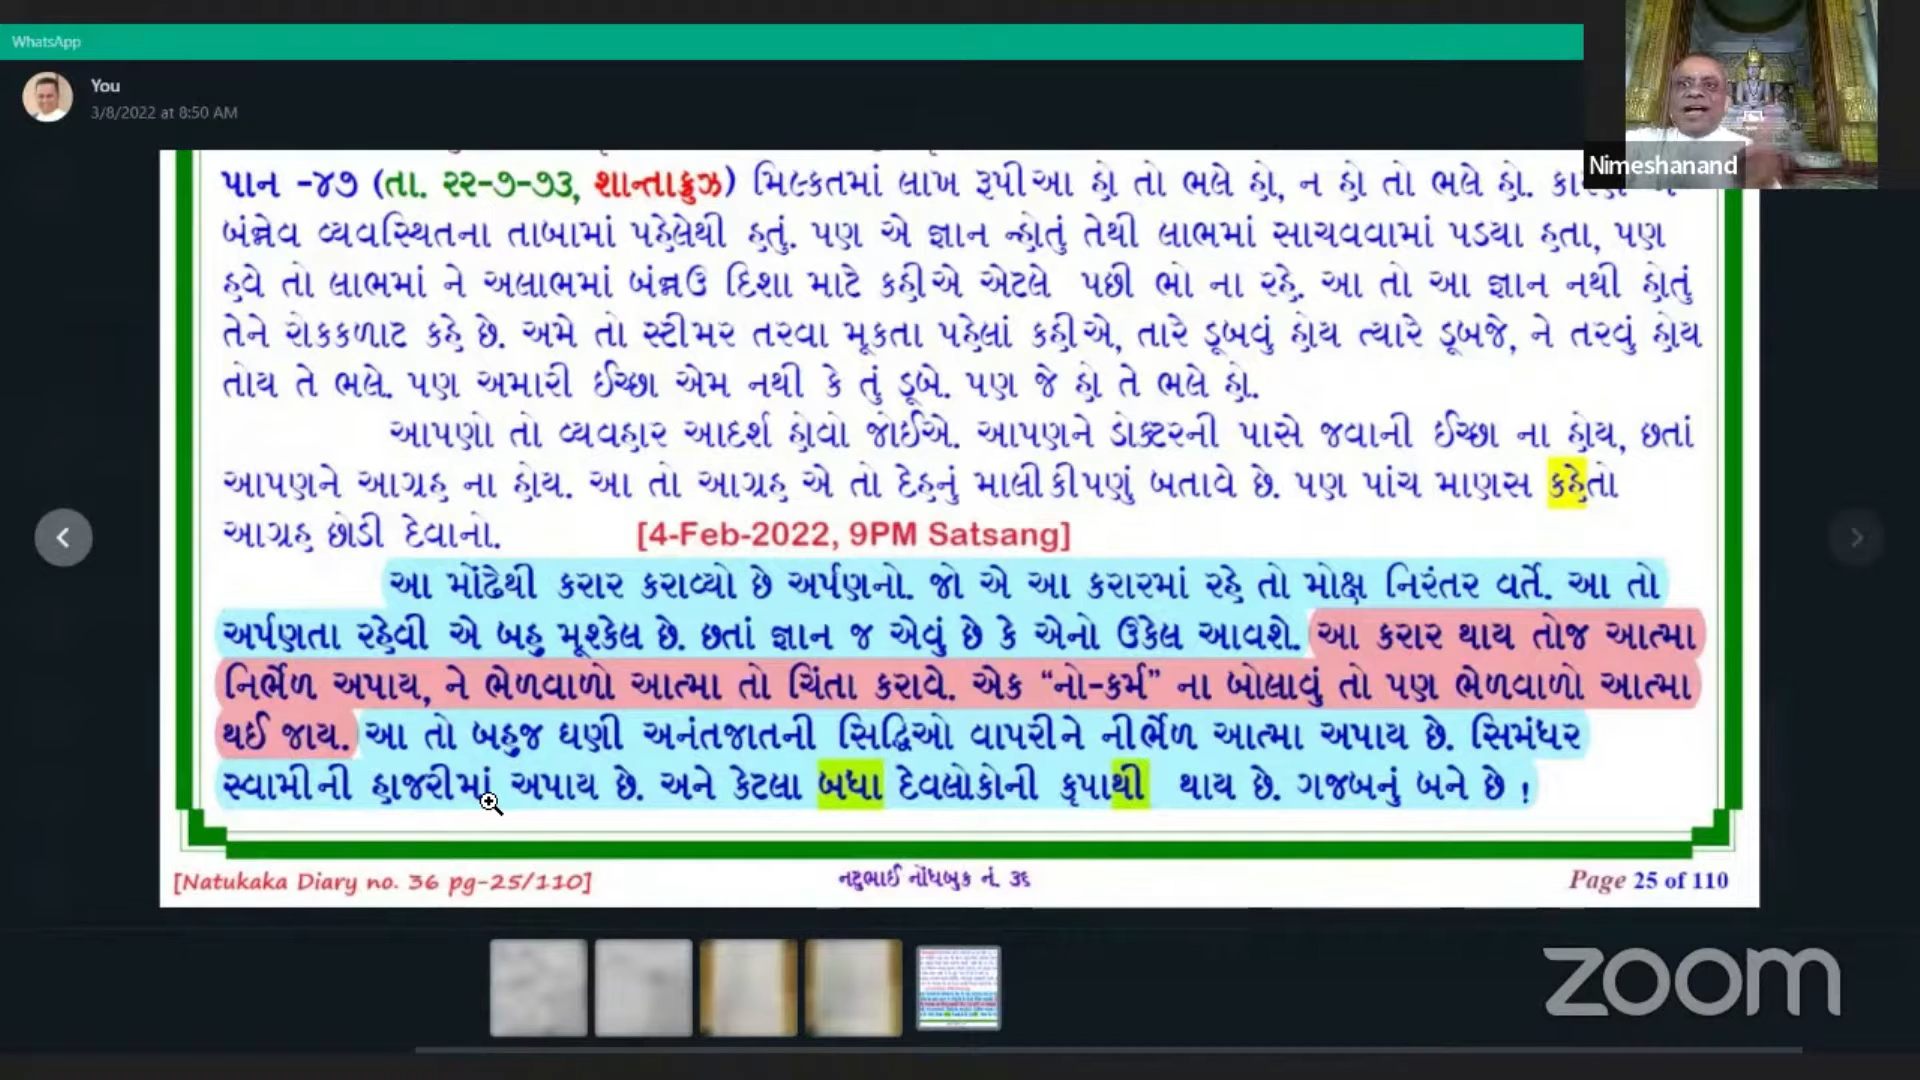 WhatsApp
You
3/8/2022 at 8:50 AM
Nimeshanand
પાન -૪૭ (તા. ૨૨-૭-૭૩, શાન્તાક્રુઝ) મિલ્કતમાં લાખ રૂપીઆ હો તો ભલે હો, ન હો તો ભલે હો.
બંન્નેવ વ્યવસ્થિતના તાબામાં પહેલેથી હતું. પણ એ જ્ઞાન ન્હોતું તેથી લાભમાં સાચવવામાં પડયા હતા, પણ
હવે તો લાભમાં ને અલાભમાં બંન્નઉ દિશા માટે કહીએ એટલે પછી ભો ના રહે. આ તો આ જ્ઞાન નથી હોતું
તેને રોકકળાટ કહે છે. અમે તો સ્ટીમર તરવા મૂકતા પહેલાં કહીએ, તારે ડૂબવું હોય ત્યારે ડૂબજે, ને તરવું હોય
તોય તે ભલે. પણ અમારી ઈચ્છા એમ નથી કે તું ડૂબે. પણ જે હો તે ભલે હો.
આપણો તો વ્યવહાર આદર્શ હોવો જોઈએ. આપણને ડોક્ટરની પાસે જવાની ઈચ્છા ના હોય, છતાં
આપણને આગ્રહ ના હોય. આ તો આગ્રહ એ તો દેહનું માલીકીપણું બતાવે છે. પણ પાંચ માણસ કહેતો
આગ્રહ છોડી દેવાનો. [4-Feb-2022, 9PM Satsang]
આ મોંઢેથી કરાર કરાવ્યો છે અર્પણનો. જો એ આ કરારમાં રહે તો મોક્ષ નિરંતર વર્તે. આ તો
અર્પણતા રહેવી એ બહુ મૂશ્કેલ છે. છતાં જ્ઞાન જ એવું છે કે એનો ઉકેલ આવશે. આ કરાર થાય તોજ આત્મા
નિર્ભેળ અપાય, ને ભેળવાળો આત્મા તો ચિંતા કરાવે. એક “નો-કર્મ” ના બોલાવું તો પણ ભેળવાળો આત્મા
થઈ જાય. આ તો બહુજ ઘણી અનંતજાતની સિદ્ધિઓ વાપરીને નીર્ભેળ આત્મા અપાય છે. સિમંધર
સ્વામીની હાજરીમાં અપાય છે. અને કેટલા બધા દેવલોકોની કૃપાથી થાય છે. ગજબનું બને છે !
[Natukaka Diary no. 36 pg-25/110] નટુભાઈ નોંધબુક નં. ૩૬ Page 25 of 110
zoom